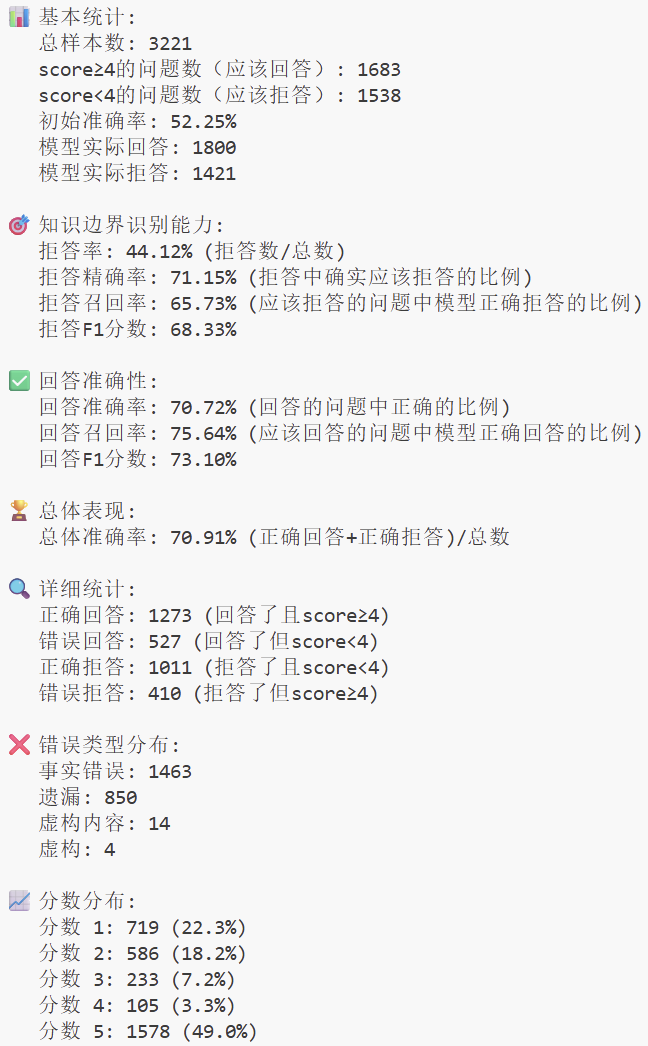 📊 基本统计:
总样本数: 3221
score≥4的问题数（应该回答）: 1683
score<4的问题数（应该拒答）: 1538
初始准确率: 52.25%
模型实际回答: 1800
模型实际拒答: 1421
🎯 知识边界识别能力:
拒答率: 44.12% (拒答数/总数)
拒答精确率: 71.15% (拒答中确实应该拒答的比例)
拒答召回率: 65.73% (应该拒答的问题中模型正确拒答的比例)
拒答F1分数: 68.33%
✅ 回答准确性:
回答准确率: 70.72% (回答的问题中正确的比例)
回答召回率: 75.64% (应该回答的问题中模型正确回答的比例)
回答F1分数: 73.10%
🏆 总体表现:
总体准确率: 70.91% (正确回答+正确拒答)/总数
🔍 详细统计:
正确回答: 1273 (回答了且score≥4)
错误回答: 527 (回答了但score<4)
正确拒答: 1011 (拒答了且score<4)
错误拒答: 410 (拒答了但score≥4)
❌ 错误类型分布:
事实错误: 1463
遗漏: 850
虚构内容: 14
虚构: 4
📈 分数分布:
分数 1: 719 (22.3%)
分数 2: 586 (18.2%)
分数 3: 233 (7.2%)
分数 4: 105 (3.3%)
分数 5: 1578 (49.0%)